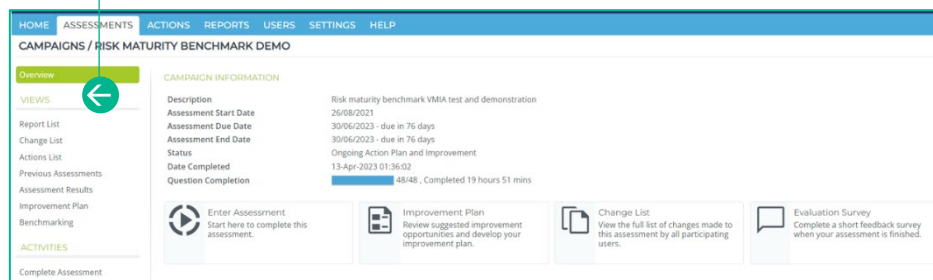 HOME ASSESSMENTS ACTIONS REPORTS USERS SETTINGS HELP
CAMPAIGNS / RISK MATURITY BENCHMARK DEMO
Overview
VIEWS
Report List
Change List
Actions List
Previous Assessments
Assessment Results
Improvement Plan
Benchmarking
ACTIVITIES
Complete Assessment
CAMPAIGN INFORMATION
Description Risk maturity benchmark VMIA test and demonstration
Assessment Start Date 26/08/2021
Assessment Due Date 30/06/2023 - due in 76 days
Assessment End Date 30/06/2023 - due in 76 days
Status Ongoing Action Plan and Improvement
Date Completed 13-Apr-2023 01:36:02
Question Completion 48/48 , Completed 19 hours 51 mins
Enter Assessment
Start here to complete this
assessment.
Improvement Plan
Review suggested improvement
opportunities and develop your
improvement plan.
Change List
View the full list of changes made to
this assessment by all participating
users.
Evaluation Survey
Complete a short feedback survey
when your assessment is finished.